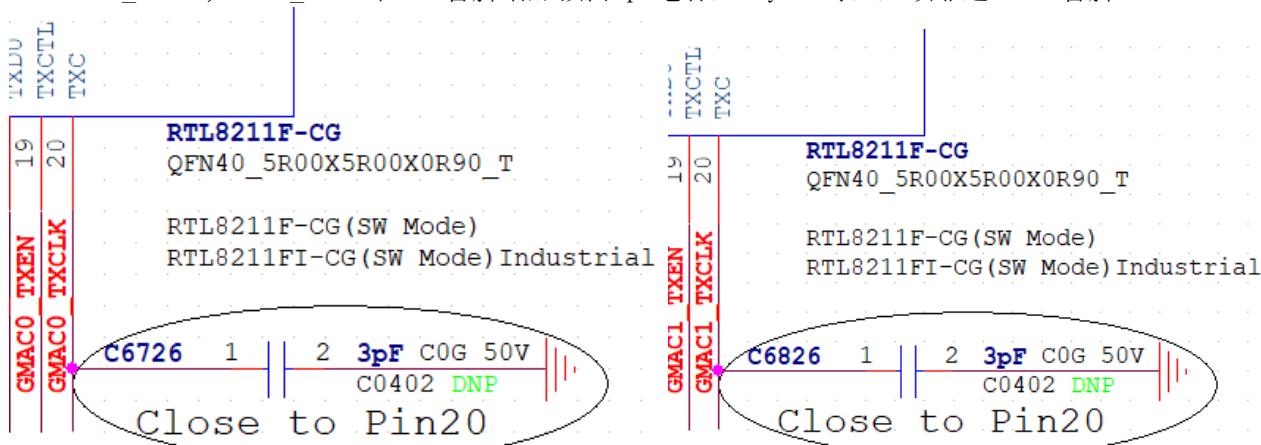 TXCTL
TXC
19
20
RTL8211F-CG
QFN40_5R00X5R00X0R90_T
RTL8211F-CG(SW Mode)
RTL8211FI-CG(SW Mode)Industrial
GMAC0_TXEN
GMAC0_TXCLK
C6726 1 2 3pF C0G 50V
C0402 DNP
Close to Pin20
TXCTL
TXC
19
20
RTL8211F-CG
QFN40_5R00X5R00X0R90_T
RTL8211F-CG(SW Mode)
RTL8211FI-CG(SW Mode)Industrial
GMAC1_TXEN
GMAC1_TXCLK
C6826 1 2 3pF C0G 50V
C0402 DNP
Close to Pin20